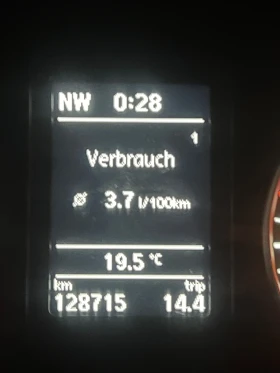 NW 0:28
1
Verbrauch
Ø 3.7 l/100km
19.5 °C
km trip
128715 14.4